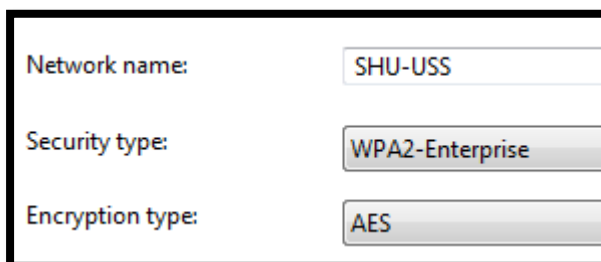 Network name: SHU-USS
Security type: WPA2-Enterprise
Encryption type: AES